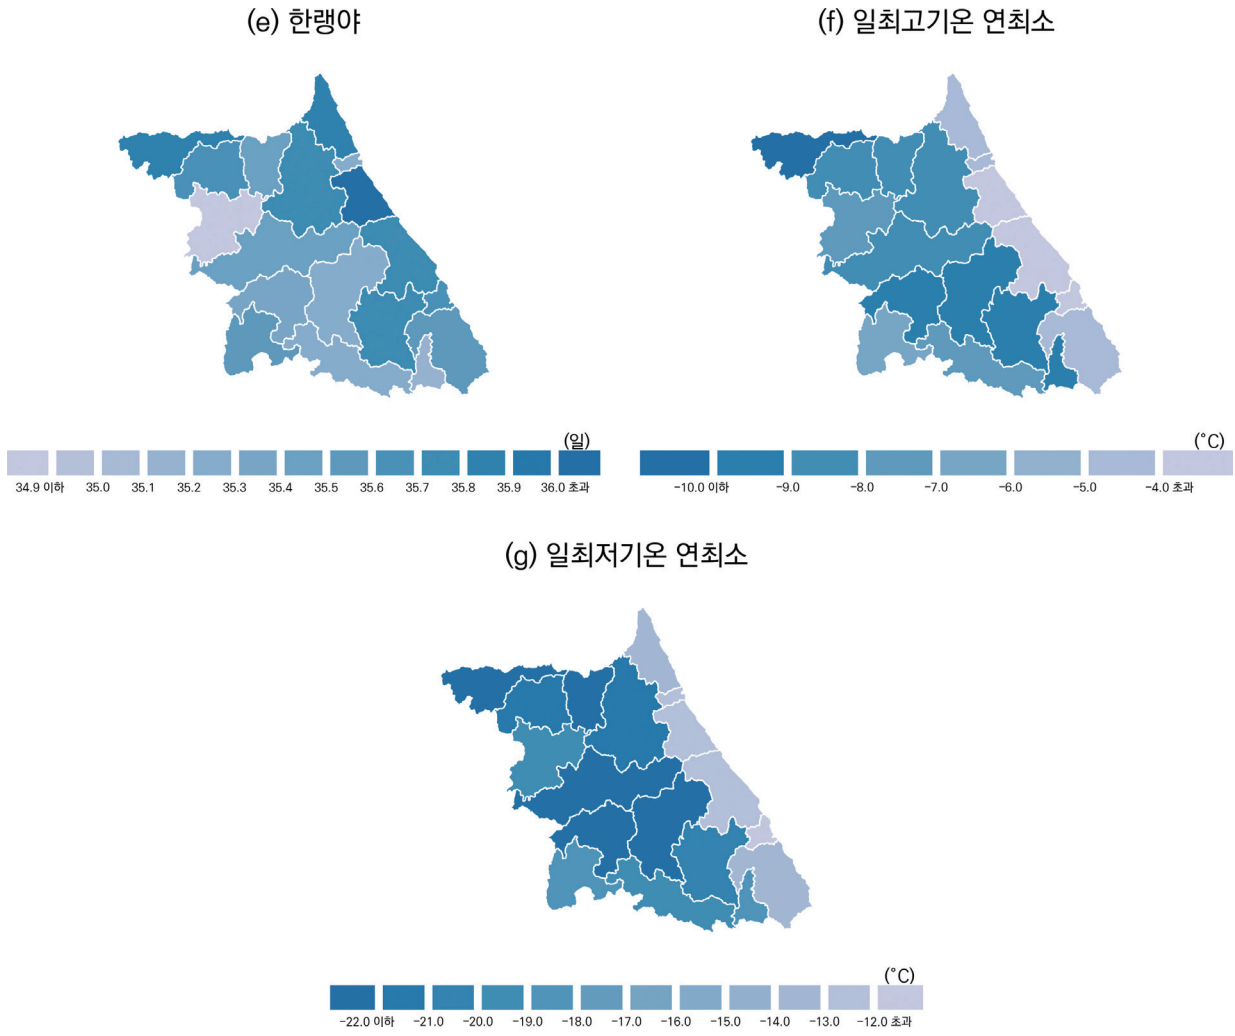 (e) 한랭야
(f) 일최고기온 연최소
(일)
34.9 이하 35.0 35.1 35.2 35.3 35.4 35.5 35.6 35.7 35.8 35.9 36.0 초과
(°C)
-10.0 이하 -9.0 -8.0 -7.0 -6.0 -5.0 -4.0 초과
(g) 일최저기온 연최소
(°C)
-22.0 이하 -21.0 -20.0 -19.0 -18.0 -17.0 -16.0 -15.0 -14.0 -13.0 -12.0 초과